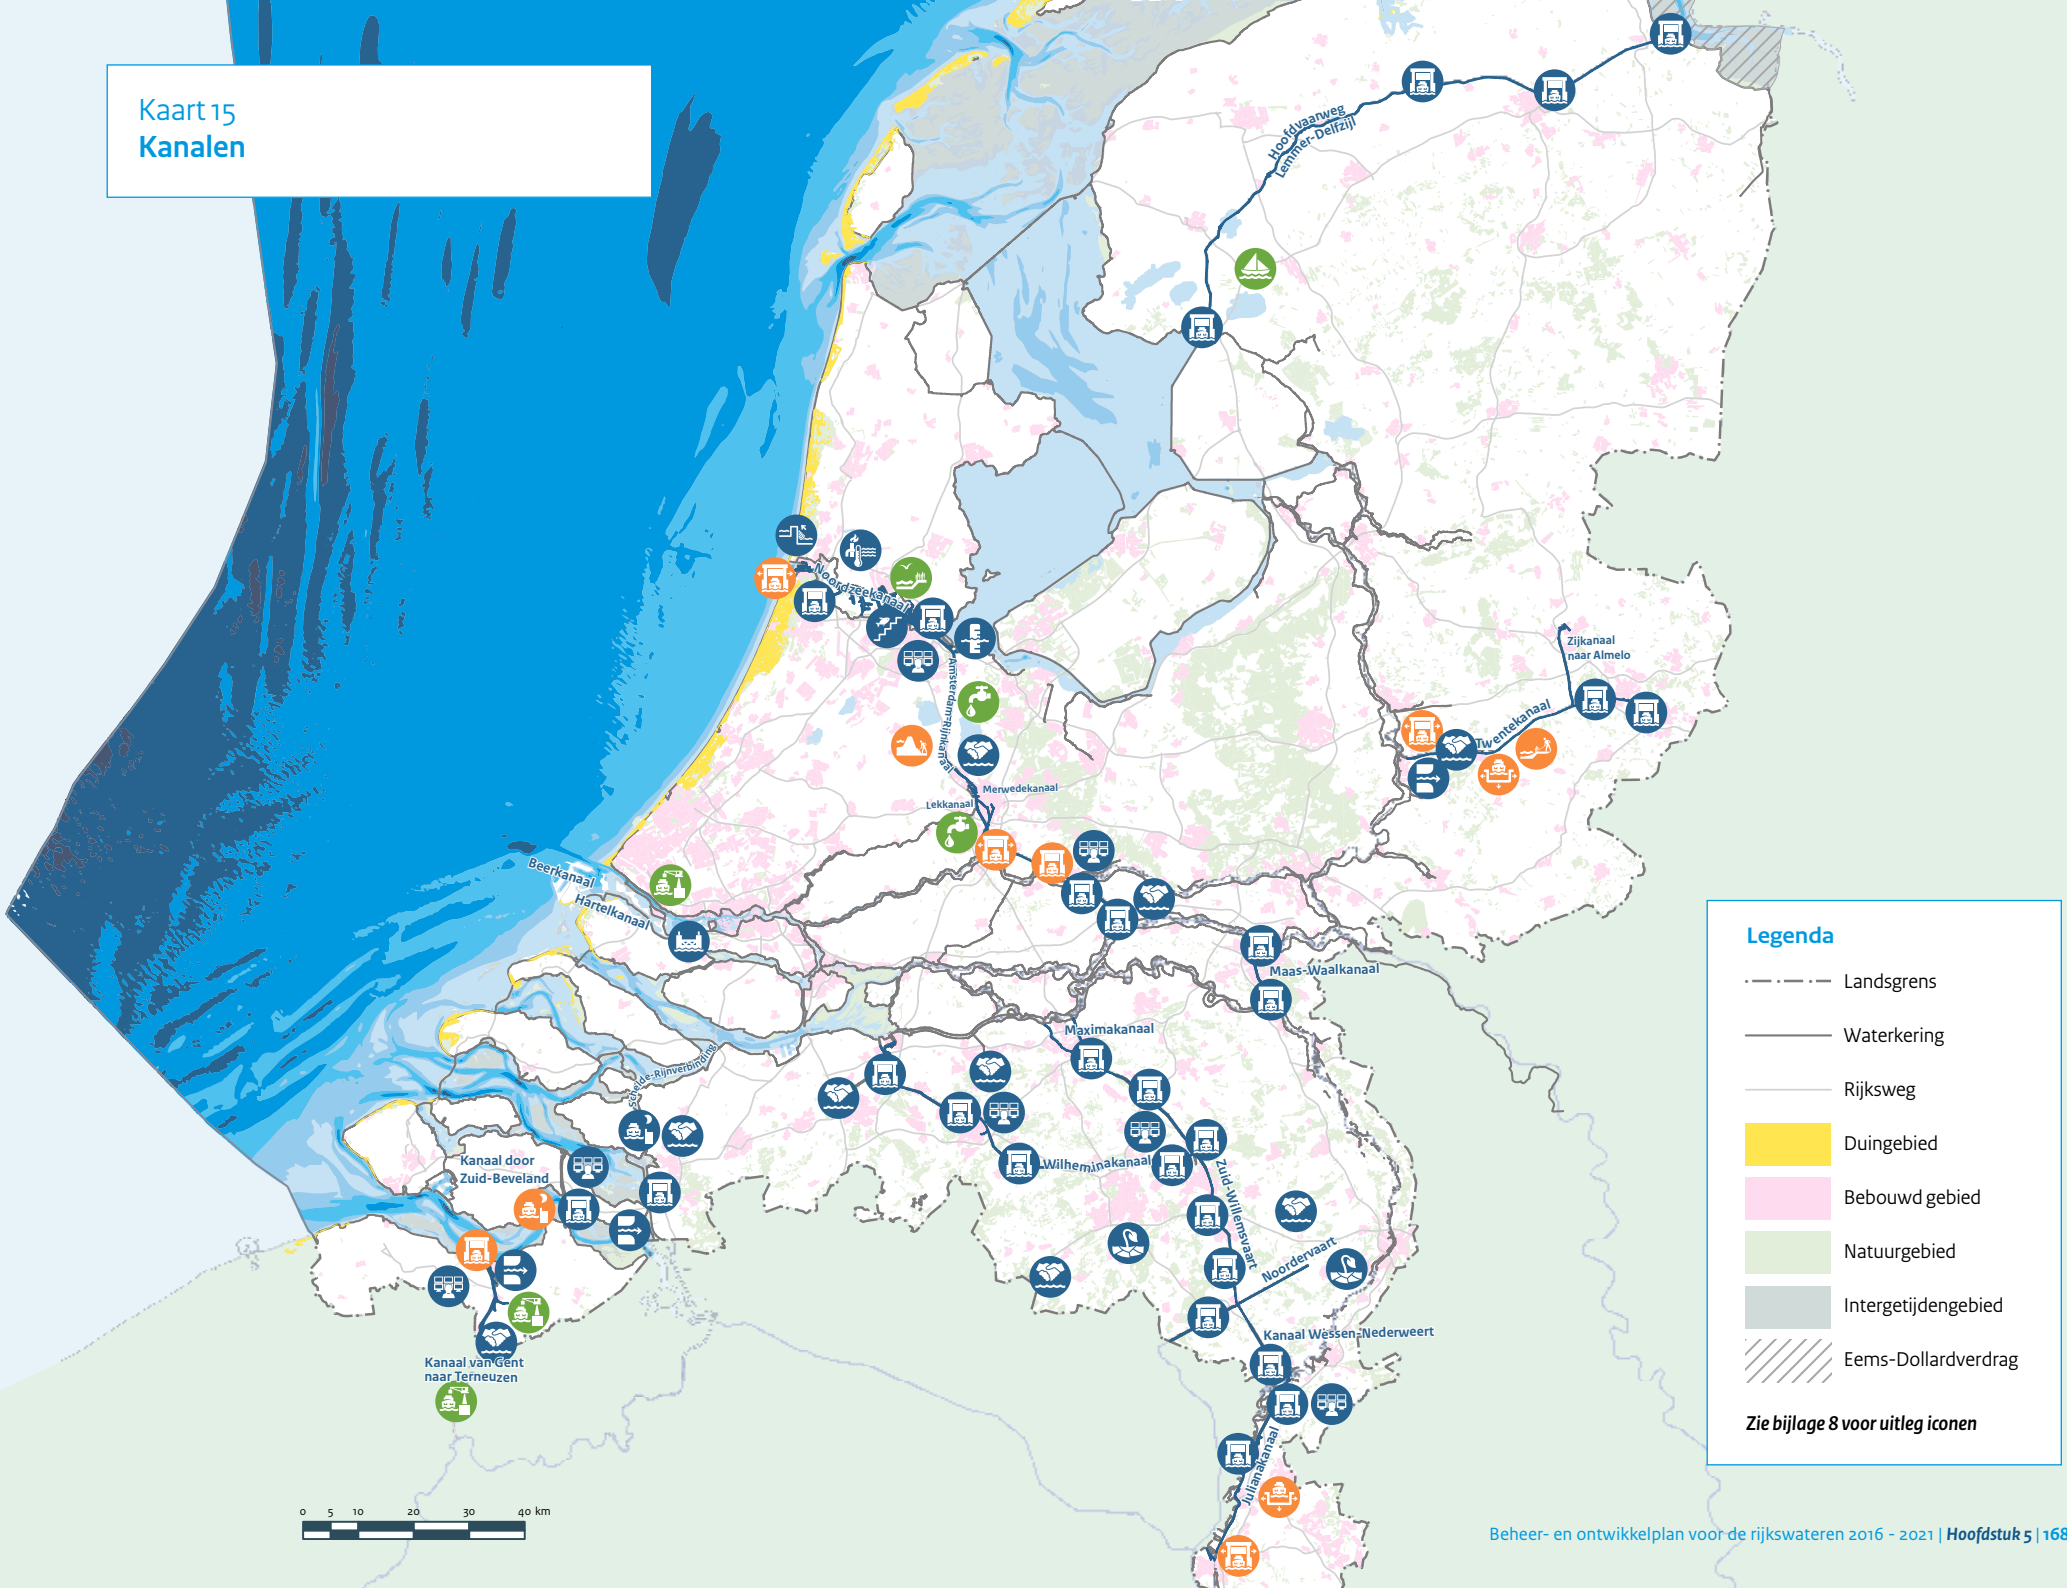 Kaart 15
Kanalen
Hoofdvaarweg
Lemmer-Delfzijl
Noordzeekanaal
Zijkanaal
naar Almelo
Amsterdam-Rijnkanaal
Twentekanaal
Merwedekanaal
Lekkanaal
Beerkanaal
Hartelkanaal
Maas-Waalkanaal
Maximakanaal
Schelde-Rijnverbinding
Kanaal door
Zuid-Beveland
Wilheminakanaal
Zuid-Willemsvaart
Noordervaart
Kanaal Wessen-Nederweert
Kanaal van Gent
naar Terneuzen
Julianakanaal
Legenda
Landsgrens
Waterkering
Rijksweg
Duingebied
Bebouwd gebied
Natuurgebied
Intergetijdengebied
Eems-Dollardverdrag
Zie bijlage 8 voor uitleg iconen
0 5 10 20 30 40 km
Beheer- en ontwikkelplan voor de rijkswateren 2016 - 2021 | Hoofdstuk 5 | 168